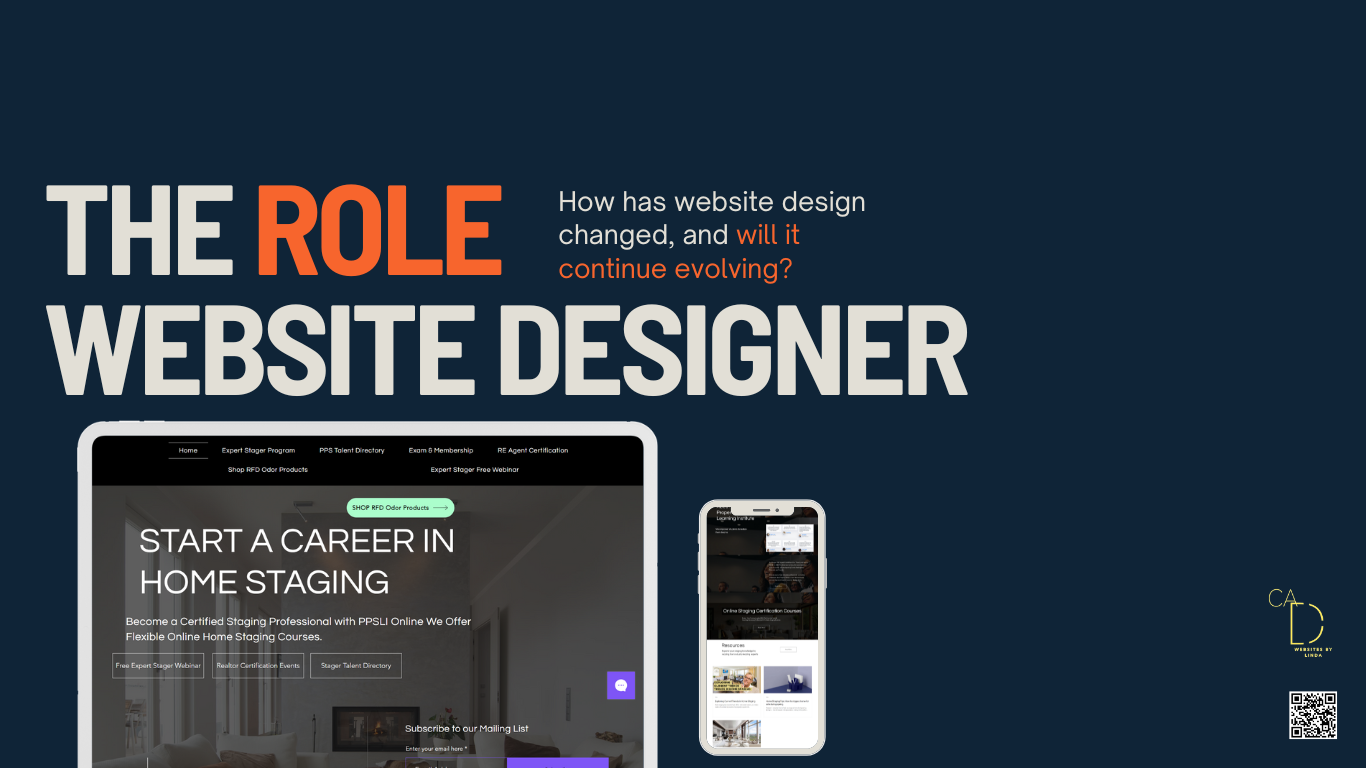 THE ROLE
How has website design
changed, and will it
continue evolving?
WEBSITE DESIGNER
Home
Expert Stager Program
PPS Talent Directory
Exam & Membership
RE Agent Certification
Shop RFD Odor Products
Expert Stager Free Webinar
SHOP RFD Odor Products
START A CAREER IN
HOME STAGING
Become a Certified Staging Professional with PPSLI Online We Offer
Flexible Online Home Staging Courses.
Free Expert Stager Webinar
Realtor Certification Events
Stager Talent Directory
Subscribe to our Mailing List
Enter your email here *
Learning Institute
Online Staging Certification Courses
Resources
CA
D
WEBSITES BY
LINDA